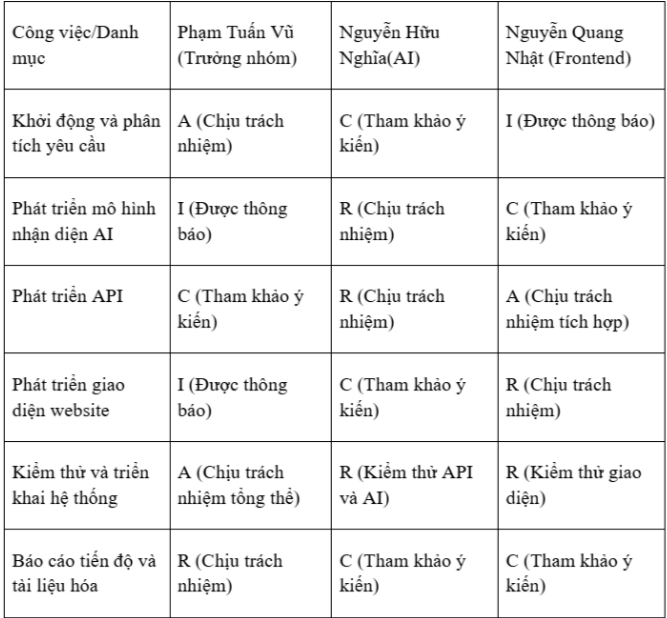 Công việc/Danh
mục
Phạm Tuấn Vũ
(Trưởng nhóm)
Nguyễn Hữu
Nghĩa(AI)
Nguyễn Quang
Nhật (Frontend)
Khởi động và phân
tích yêu cầu
A (Chịu trách
nhiệm)
C (Tham khảo ý
kiến)
I (Được thông báo)
Phát triển mô hình
nhận diện AI
I (Được thông
báo)
R (Chịu trách
nhiệm)
C (Tham khảo ý
kiến)
Phát triển API
C (Tham khảo ý
kiến)
R (Chịu trách
nhiệm)
A (Chịu trách
nhiệm tích hợp)
Phát triển giao
diện website
I (Được thông
báo)
C (Tham khảo ý
kiến)
R (Chịu trách
nhiệm)
Kiểm thử và triển
khai hệ thống
A (Chịu trách
nhiệm tổng thể)
R (Kiểm thử API
và AI)
R (Kiểm thử giao
diện)
Báo cáo tiến độ và
tài liệu hóa
R (Chịu trách
nhiệm)
C (Tham khảo ý
kiến)
C (Tham khảo ý
kiến)